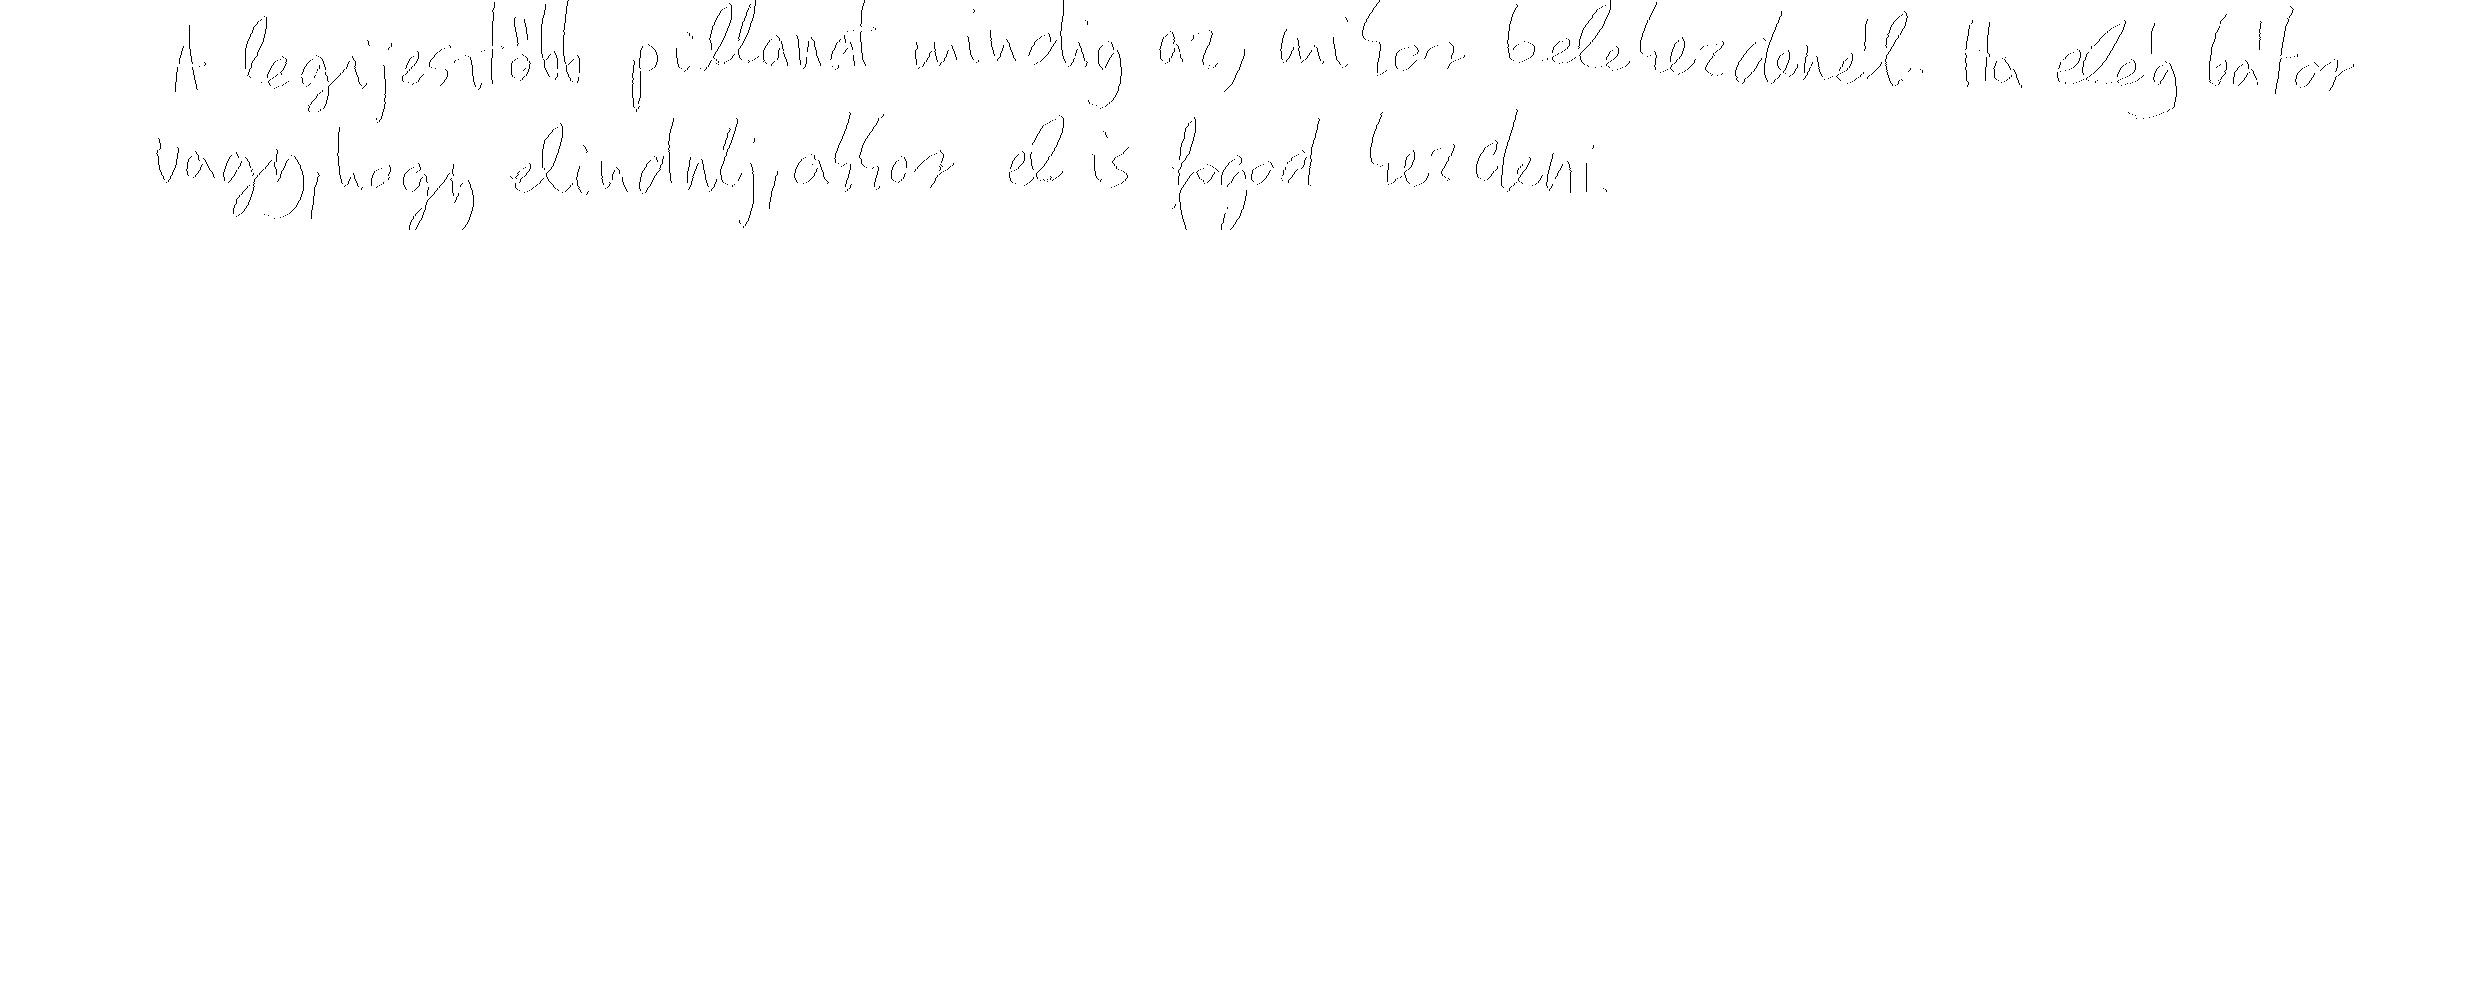 A legijesztőbb pillanat mindig az, mikor belekezdenél. Ha elég bátor
vagy, hogy elindulj, akkor el is fogod kezdeni.